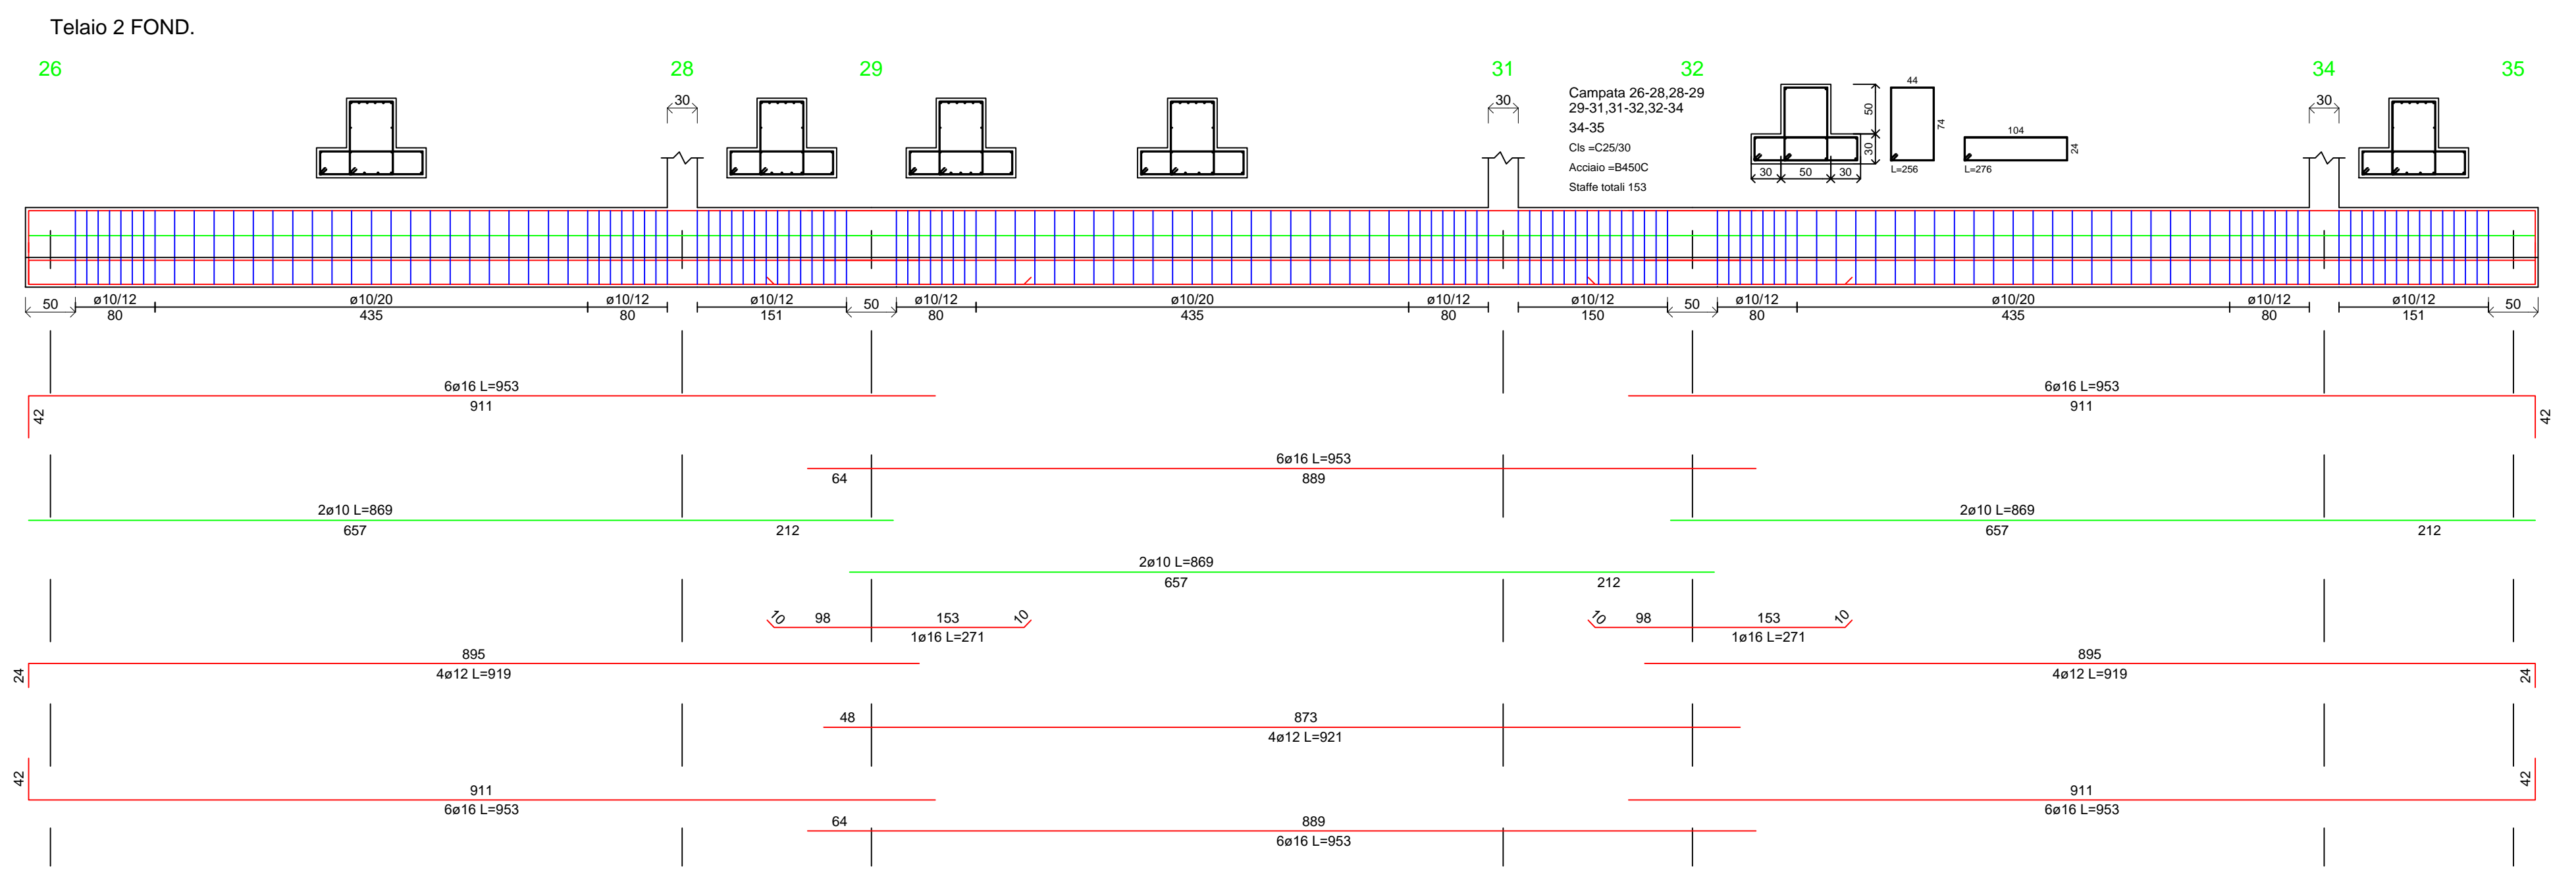 Telaio 2 FOND.
26 28 29 31 32 34 35
30 30 30
Campata 26-28,28-29
29-31,31-32,32-34
34-35
Cls =C25/30
Acciaio =B450C
Staffe totali 153
50
30
30 50 30
44
74
L=256
104
24
L=276
ø10/12 ø10/20 ø10/12 ø10/12 ø10/12 ø10/20 ø10/12 ø10/12 ø10/12 ø10/20 ø10/12 ø10/12
50 80 435 80 151 50 80 435 80 150 50 80 435 80 151 50
6ø16 L=953 6ø16 L=953
42 911 911 42
6ø16 L=953
64 889
2ø10 L=869 2ø10 L=869
657 212 657 212
2ø10 L=869
657 212
10 98 153 10 10 98 153 10
1ø16 L=271 1ø16 L=271
895 895
24 4ø12 L=919 4ø12 L=919 24
48 873
4ø12 L=921
42 911 911 42
6ø16 L=953 6ø16 L=953
64 889
6ø16 L=953